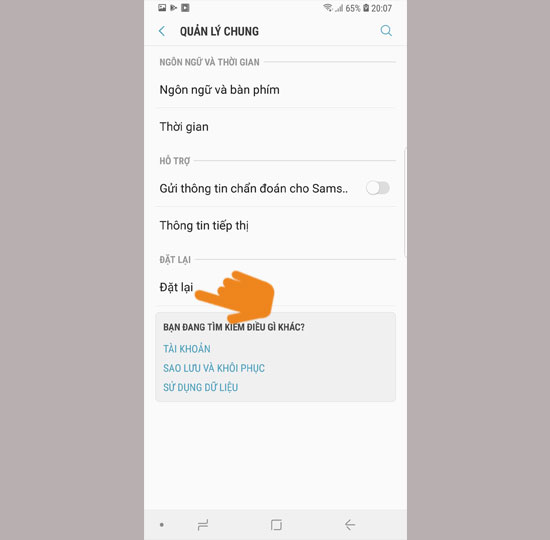 65% 20:07
QUẢN LÝ CHUNG
NGÔN NGỮ VÀ THỜI GIAN
Ngôn ngữ và bàn phím
Thời gian
HỖ TRỢ
Gửi thông tin chẩn đoán cho Sams..
Thông tin tiếp thị
ĐẶT LẠI
Đặt lại
BẠN ĐANG TÌM KIẾM ĐIỀU GÌ KHÁC?
TÀI KHOẢN
SAO LƯU VÀ KHÔI PHỤC
SỬ DỤNG DỮ LIỆU